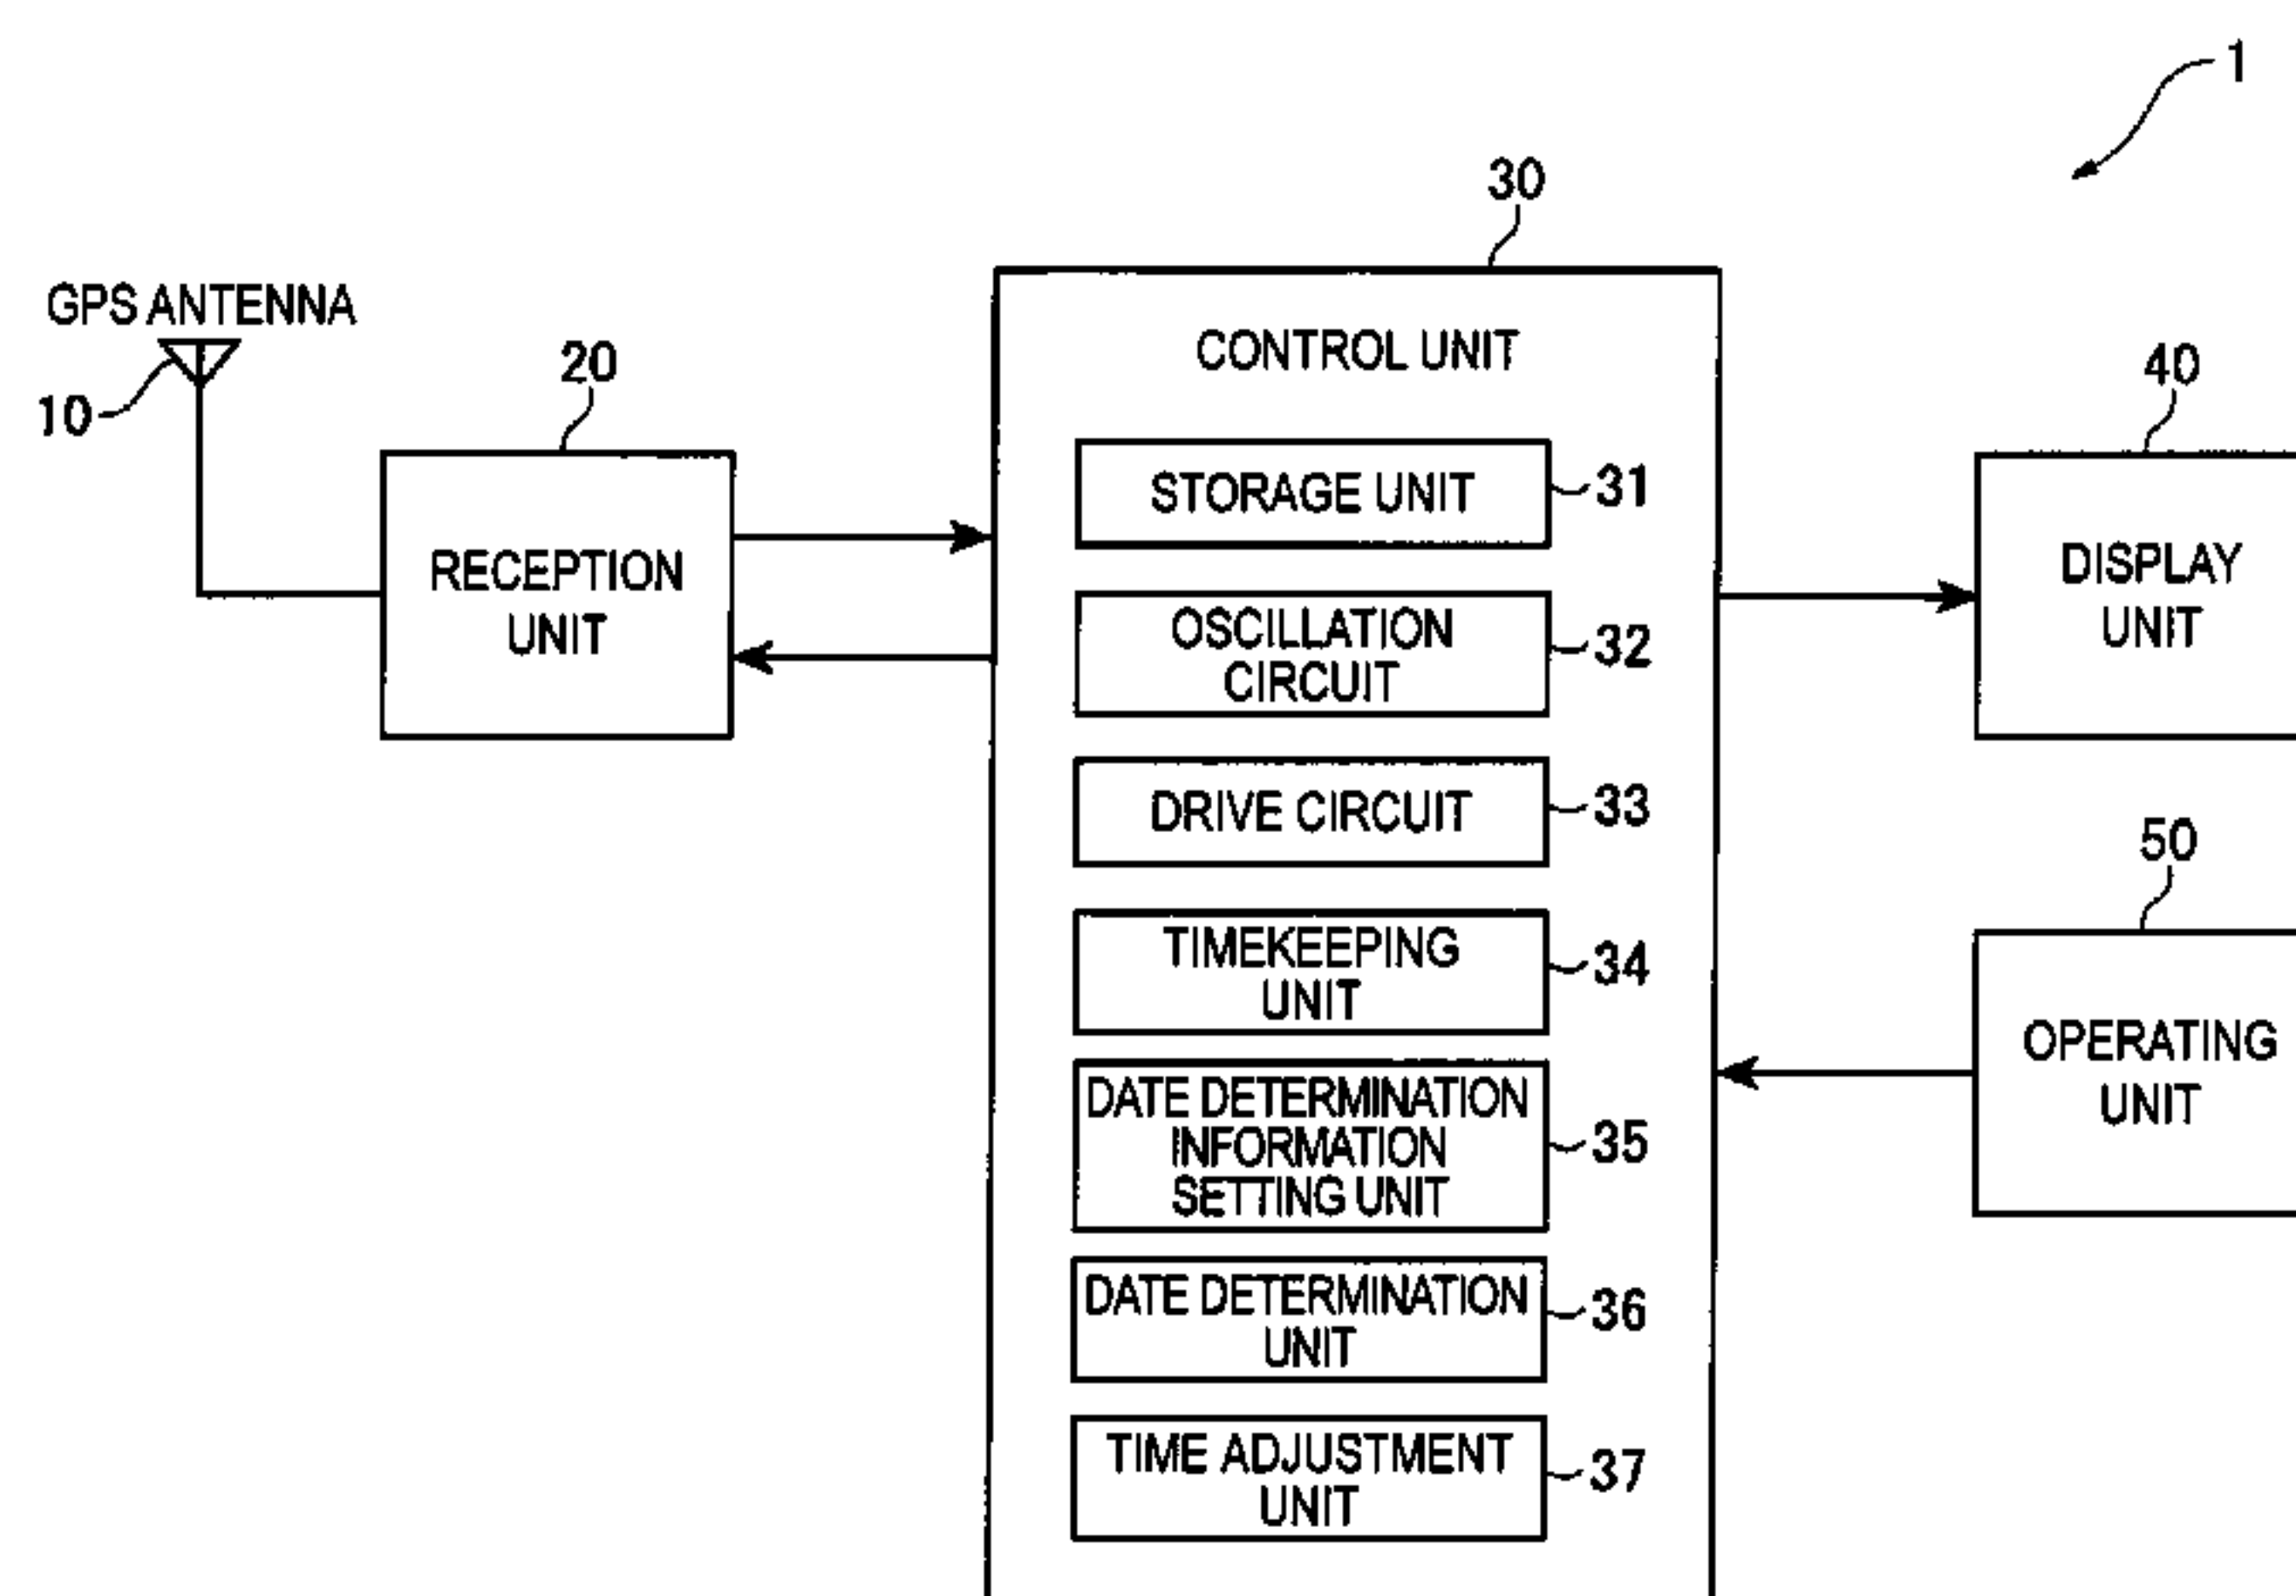 1
30
GPS ANTENNA
10
20
RECEPTION
UNIT
CONTROL UNIT
STORAGE UNIT
31
OSCILLATION
CIRCUIT
32
DRIVE CIRCUIT
33
TIMEKEEPING
UNIT
34
DATE DETERMINATION
INFORMATION
SETTING UNIT
35
DATE DETERMINATION
UNIT
36
TIME ADJUSTMENT
UNIT
37
40
DISPLAY
UNIT
50
OPERATING
UNIT